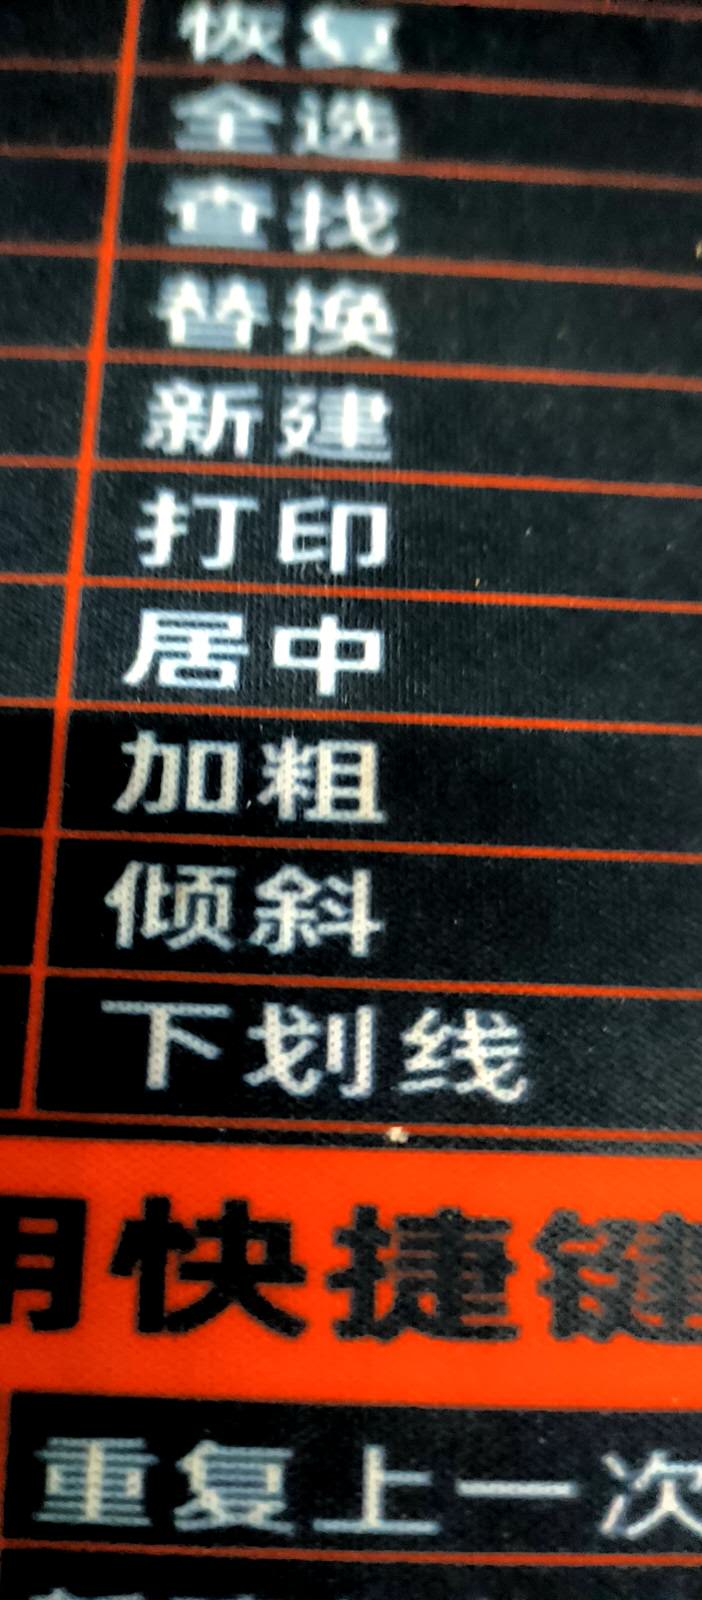 恢复
全选
查找
替换
新建
打印
居中
加粗
倾斜
下划线
用快捷键
重复上一次